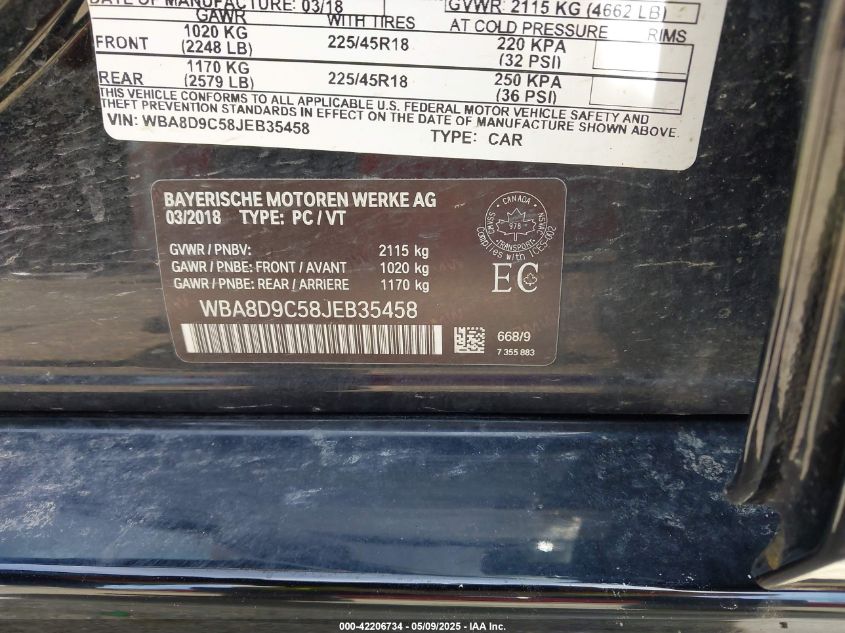 DATE OF MANUFACTURE: 03/18 GVWR: 2115 KG (4662 LB)
GAWR WITH TIRES AT COLD PRESSURE RIMS
FRONT 1020 KG (2248 LB) 225/45R18 220 KPA (32 PSI)
REAR 1170 KG (2579 LB) 225/45R18 250 KPA (36 PSI)
THIS VEHICLE CONFORMS TO ALL APPLICABLE U.S. FEDERAL MOTOR VEHICLE SAFETY AND
THEFT PREVENTION STANDARDS IN EFFECT ON THE DATE OF MANUFACTURE SHOWN ABOVE.
VIN: WBA8D9C58JEB35458 TYPE: CAR
BAYERISCHE MOTOREN WERKE AG
03/2018 TYPE: PC / VT
GVWR / PNBV: 2115 kg
GAWR / PNBE: FRONT / AVANT 1020 kg
GAWR / PNBE: REAR / ARRIERE 1170 kg
WBA8D9C58JEB35458
CANADA
978
TRANSPORT
EC
668/9
7 355 883
000-42206734 - 05/09/2025 - IAA Inc.